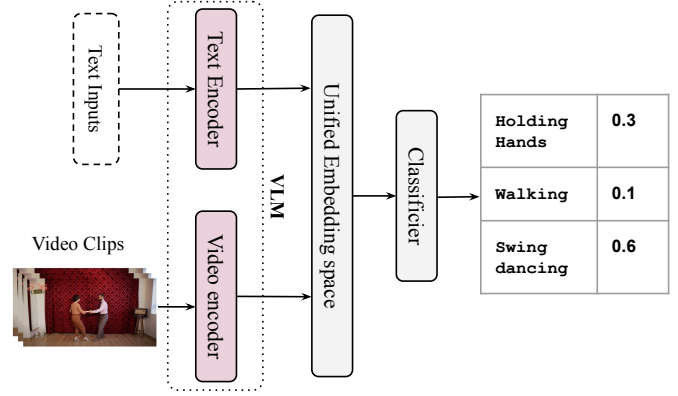 Text Inputs
Text Encoder
VLM
Video Clips
Video encoder
Unified Embedding space
Classificier
Holding
Hands
0.3
Walking
0.1
Swing
dancing
0.6